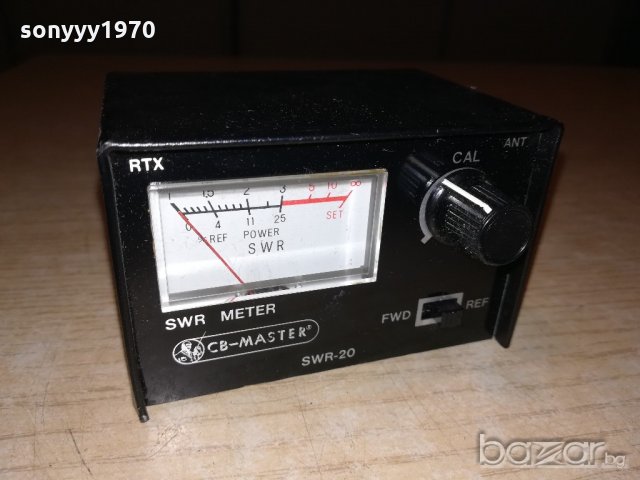 sonyyy1970
RTX
ANT
CAL
1 1,5 2 3 5 10 ∞
0 4 11 25 SET
%REF POWER
SWR
FWD REF
SWR METER
CB-MASTER®
SWR-20
bazar.bg